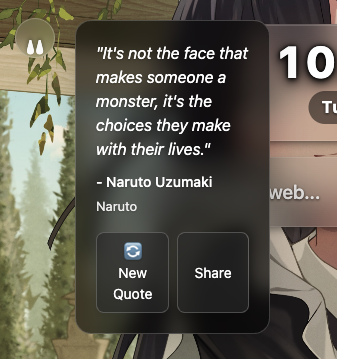 "It's not the face that
makes someone a
monster, it's the
choices they make
with their lives."
- Naruto Uzumaki
Naruto
New
Quote
Share
10
Tu
web...